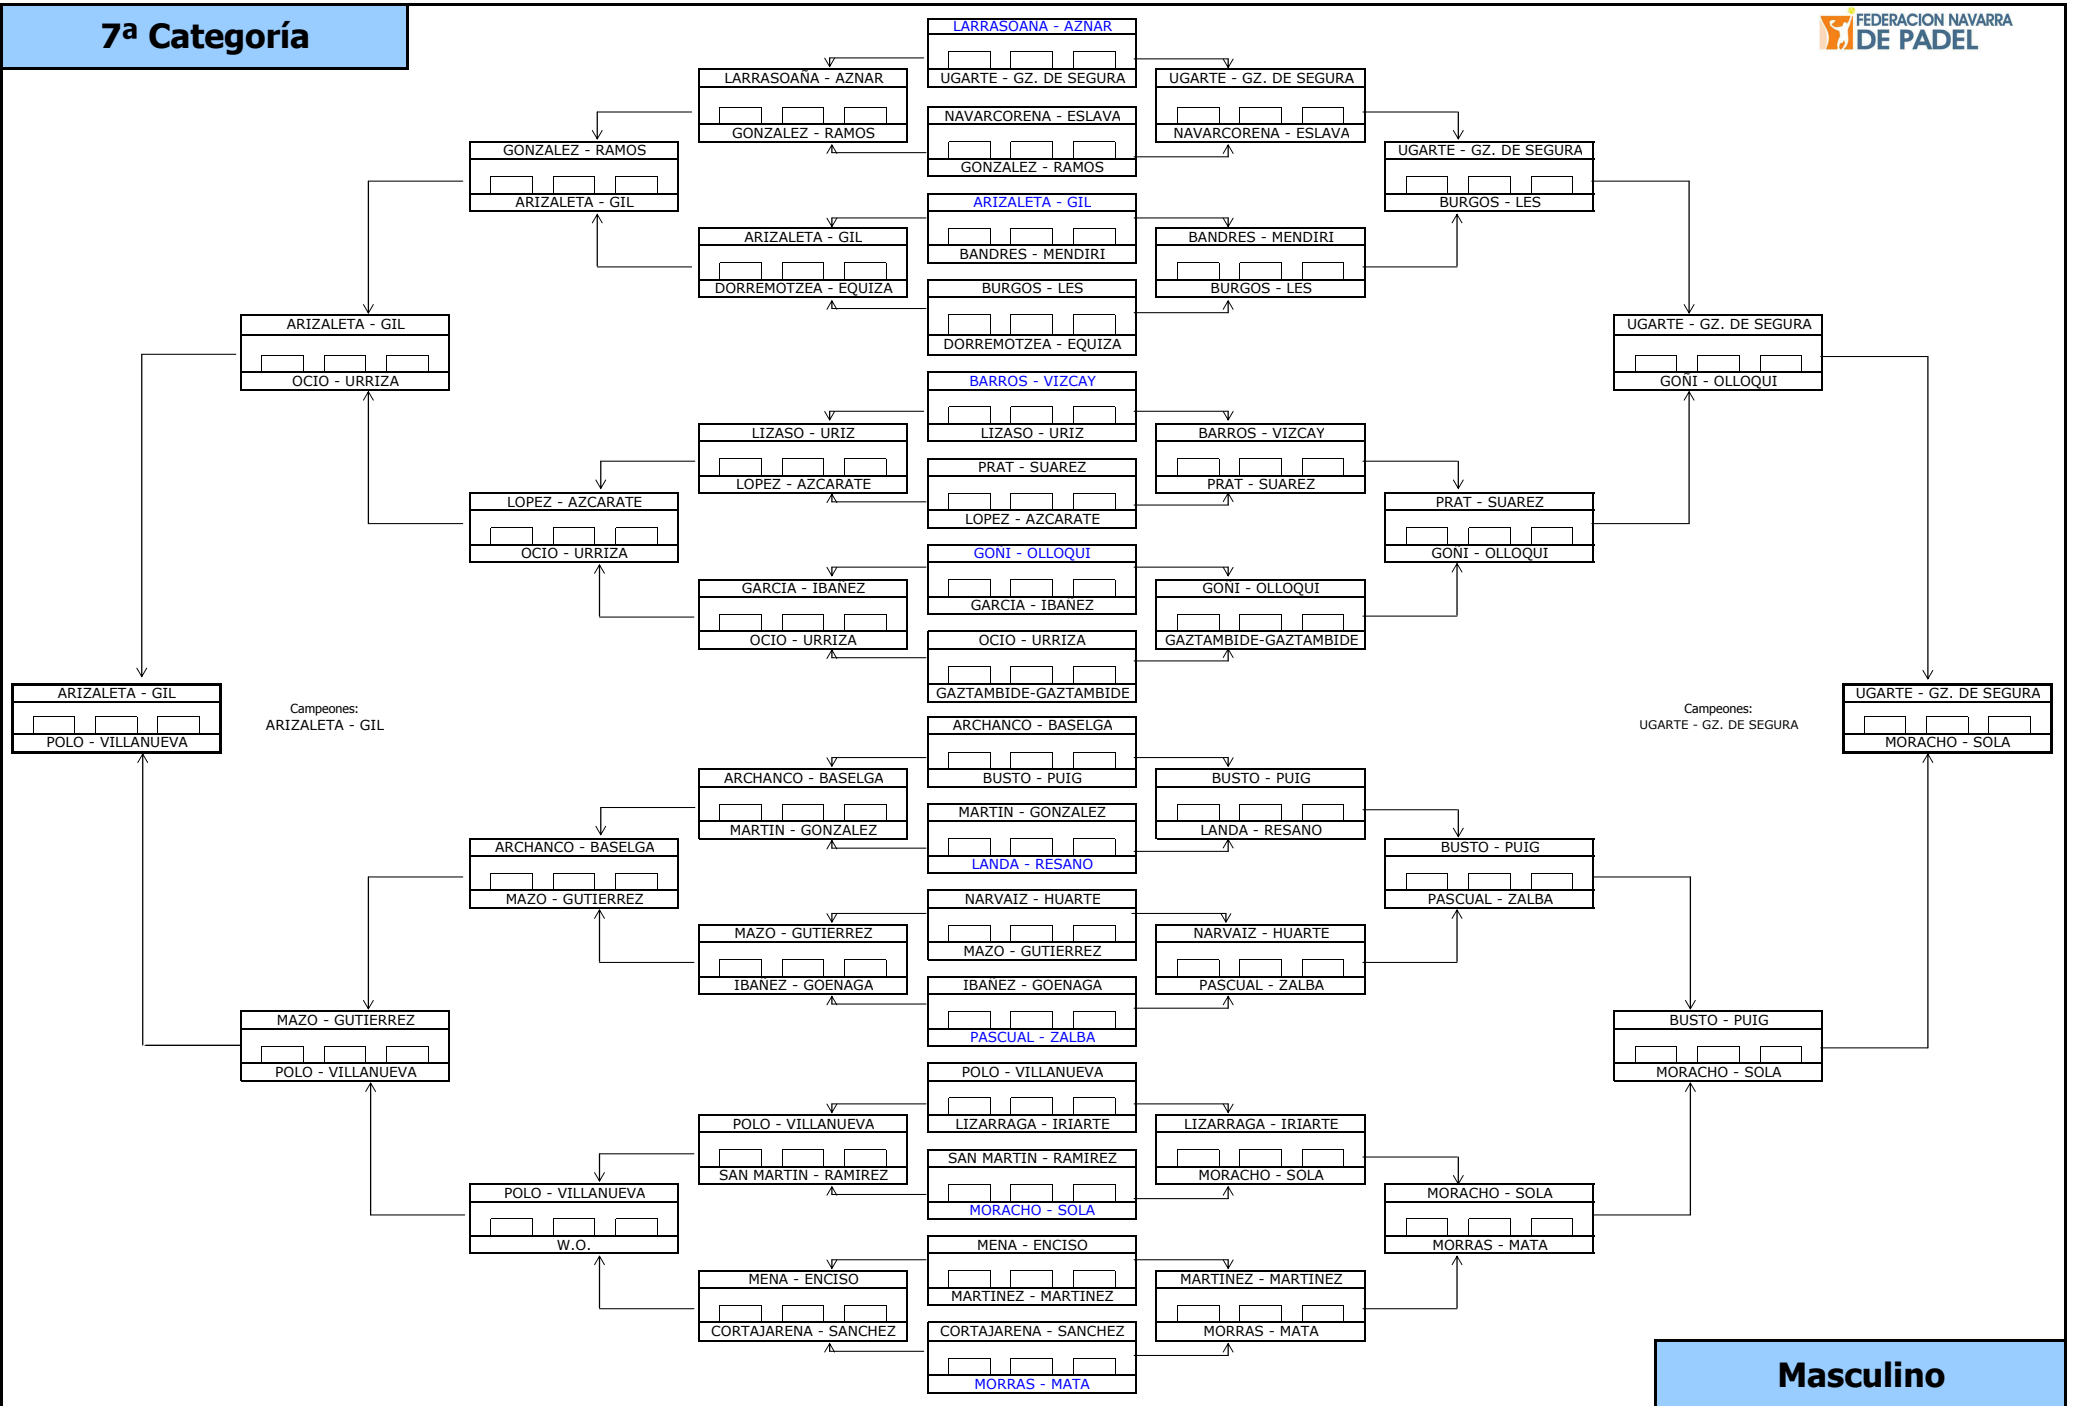 7ª Categoría
FEDERACION NAVARRA
DE PADEL
LARRASOAÑA - AZNAR
UGARTE - GZ. DE SEGURA
NAVARCORENA - ESLAVA
GONZALEZ - RAMOS
ARIZALETA - GIL
BANDRES - MENDIRI
BURGOS - LES
DORREMOTZEA - EQUIZA
BARROS - VIZCAY
LIZASO - URIZ
PRAT - SUAREZ
LOPEZ - AZCARATE
GOÑI - OLLOQUI
GARCIA - IBAÑEZ
OCIO - URRIZA
GAZTAMBIDE-GAZTAMBIDE
ARCHANCO - BASELGA
BUSTO - PUIG
MARTIN - GONZALEZ
LANDA - RESANO
NARVAIZ - HUARTE
MAZO - GUTIERREZ
IBAÑEZ - GOENAGA
PASCUAL - ZALBA
POLO - VILLANUEVA
LIZARRAGA - IRIARTE
SAN MARTIN - RAMIREZ
MORACHO - SOLA
MENA - ENCISO
MARTINEZ - MARTINEZ
CORTAJARENA - SANCHEZ
MORRAS - MATA
LARRASOAÑA - AZNAR
GONZALEZ - RAMOS
ARIZALETA - GIL
DORREMOTZEA - EQUIZA
LIZASO - URIZ
LOPEZ - AZCARATE
GARCIA - IBAÑEZ
OCIO - URRIZA
ARCHANCO - BASELGA
MARTIN - GONZALEZ
MAZO - GUTIERREZ
IBAÑEZ - GOENAGA
POLO - VILLANUEVA
SAN MARTIN - RAMIREZ
MENA - ENCISO
CORTAJARENA - SANCHEZ
GONZALEZ - RAMOS
ARIZALETA - GIL
LOPEZ - AZCARATE
OCIO - URRIZA
ARCHANCO - BASELGA
MAZO - GUTIERREZ
POLO - VILLANUEVA
W.O.
ARIZALETA - GIL
OCIO - URRIZA
MAZO - GUTIERREZ
POLO - VILLANUEVA
ARIZALETA - GIL
POLO - VILLANUEVA
Campeones:
ARIZALETA - GIL
UGARTE - GZ. DE SEGURA
NAVARCORENA - ESLAVA
BANDRES - MENDIRI
BURGOS - LES
BARROS - VIZCAY
PRAT - SUAREZ
GOÑI - OLLOQUI
GAZTAMBIDE-GAZTAMBIDE
BUSTO - PUIG
LANDA - RESANO
NARVAIZ - HUARTE
PASCUAL - ZALBA
LIZARRAGA - IRIARTE
MORACHO - SOLA
MARTINEZ - MARTINEZ
MORRAS - MATA
UGARTE - GZ. DE SEGURA
BURGOS - LES
PRAT - SUAREZ
GOÑI - OLLOQUI
BUSTO - PUIG
PASCUAL - ZALBA
MORACHO - SOLA
MORRAS - MATA
UGARTE - GZ. DE SEGURA
GOÑI - OLLOQUI
BUSTO - PUIG
MORACHO - SOLA
Campeones:
UGARTE - GZ. DE SEGURA
UGARTE - GZ. DE SEGURA
MORACHO - SOLA
Masculino